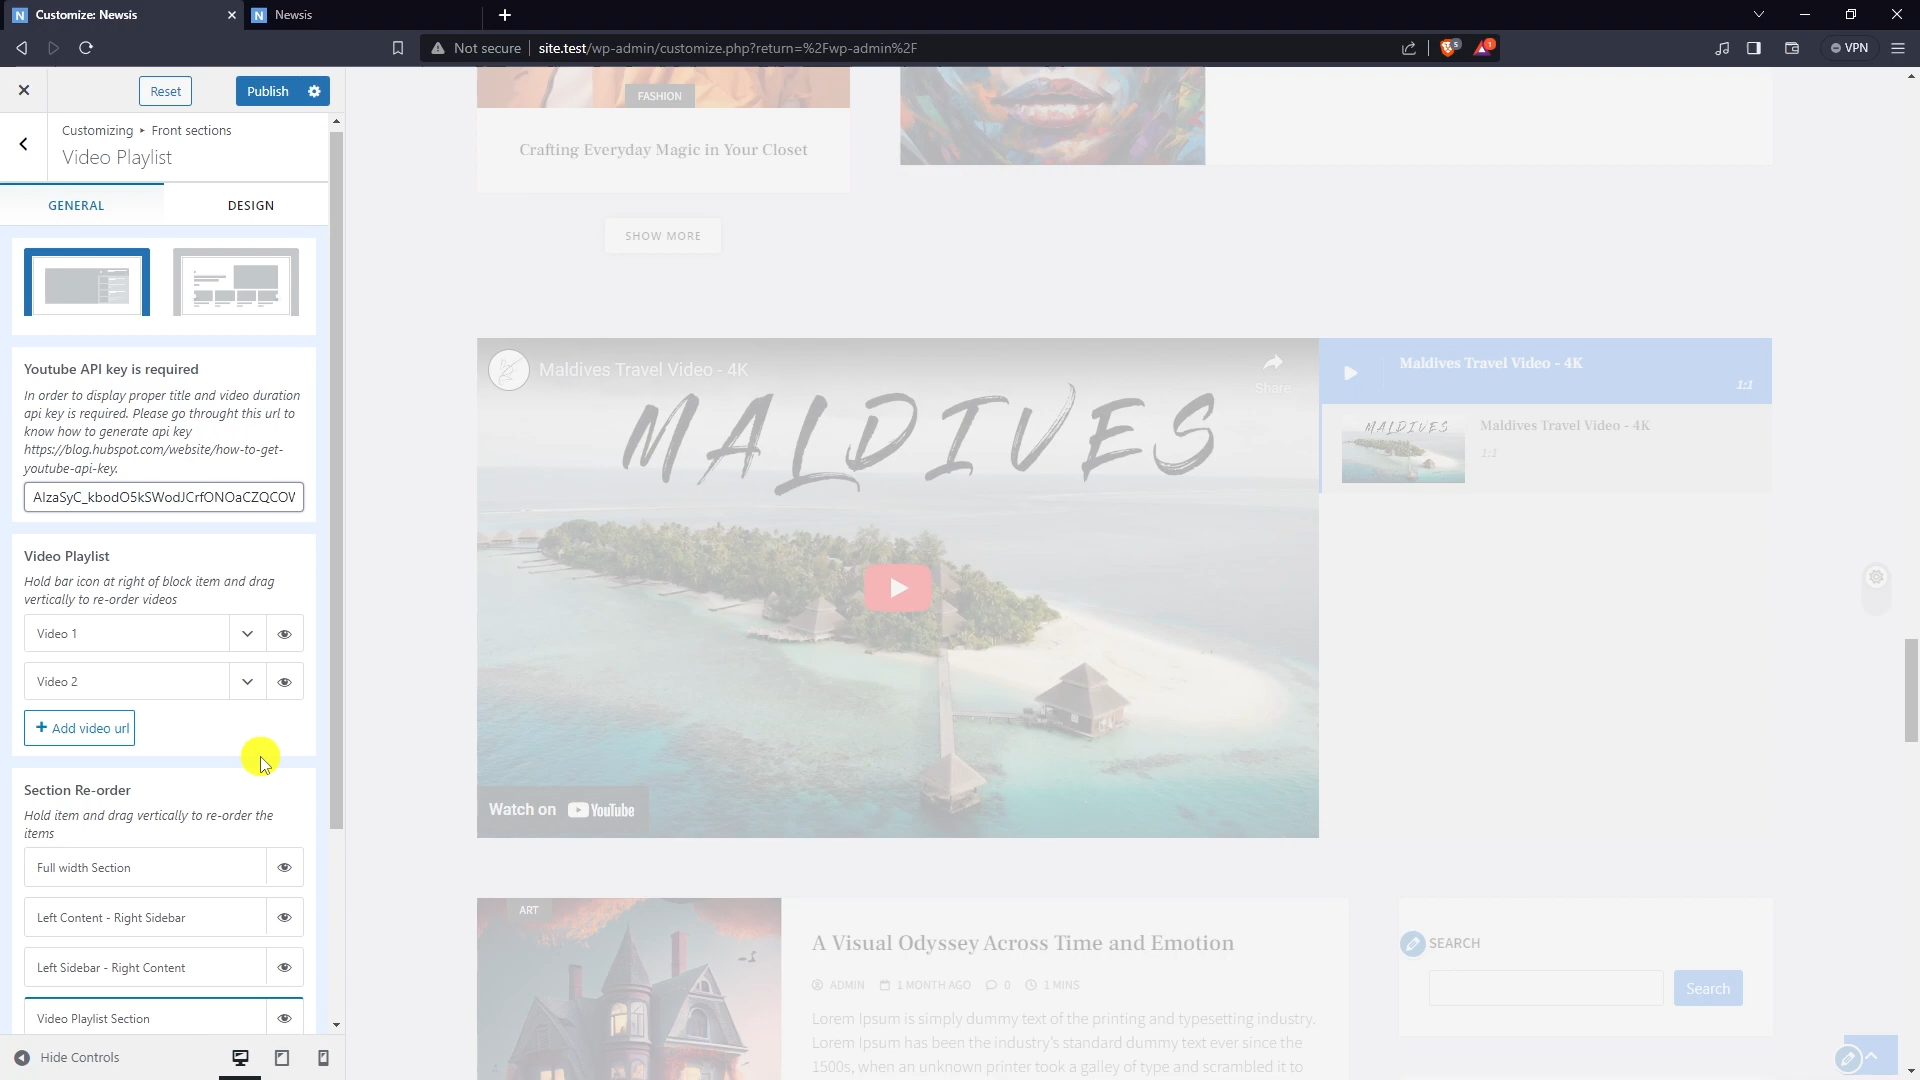 Customize: Newsis
Newsis
Not secure
site.test/wp-admin/customize.php?return=%2Fwp-admin%2F
5
1
VPN
Reset
Publish
Customizing ▸ Front sections
Video Playlist
GENERAL
DESIGN
Youtube API key is required
In order to display proper title and video duration
api key is required. Please go throught this url to
know how to generate api key
https://blog.hubspot.com/website/how-to-get-
youtube-api-key.
Video Playlist
Hold bar icon at right of block item and drag
vertically to re-order videos
Video 1
Video 2
+ Add video url
Section Re-order
Hold item and drag vertically to re-order the
items
Full width Section
Left Content - Right Sidebar
Left Sidebar - Right Content
Video Playlist Section
Hide Controls
FASHION
Crafting Everyday Magic in Your Closet
SHOW MORE
Maldives Travel Video - 4K
Share
MALDIVES
Watch on YouTube
Maldives Travel Video - 4K
1:1
MALDIVES
Maldives Travel Video - 4K
1:1
ART
A Visual Odyssey Across Time and Emotion
ADMIN 1 MONTH AGO 0 1 MINS
Lorem Ipsum is simply dummy text of the printing and typesetting industry.
Lorem Ipsum has been the industry's standard dummy text ever since the
1500s, when an unknown printer took a galley of type and scrambled it to
SEARCH
Search